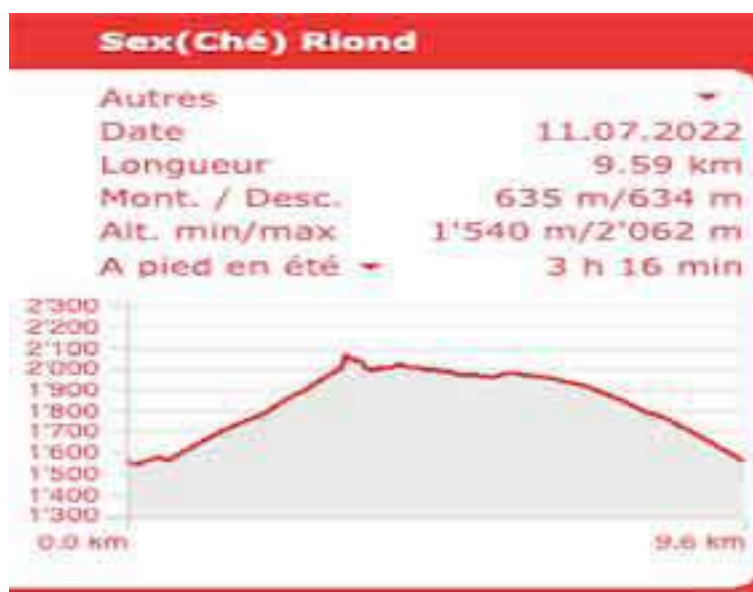 Sex(Ché) Riond
Autres
Date 11.07.2022
Longueur 9.59 km
Mont. / Desc. 635 m/634 m
Alt. min/max 1'540 m/2'062 m
A pied en été 3 h 16 min
2'300
2'200
2'100
2'000
1'900
1'800
1'700
1'600
1'500
1'400
1'300
0.0 km 9.6 km